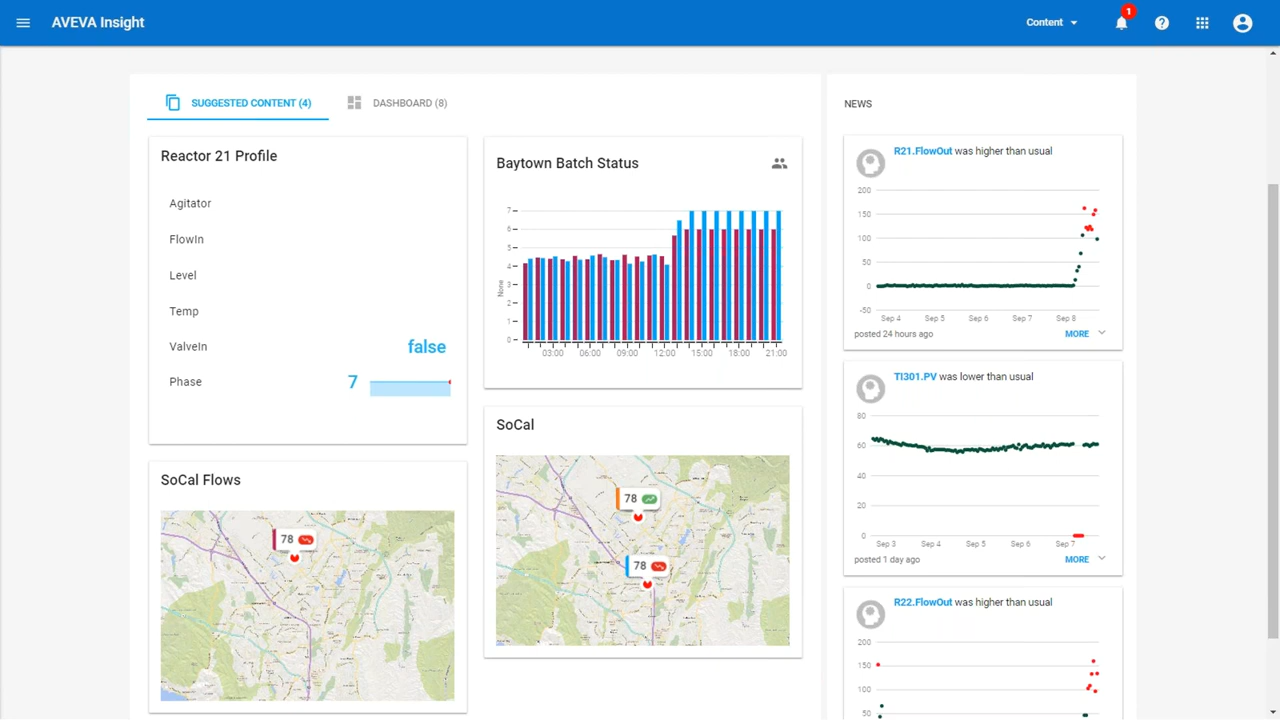 AVEVA Insight
Content
1
SUGGESTED CONTENT (4)
DASHBOARD (8)
Reactor 21 Profile
Agitator
FlowIn
Level
Temp
ValveIn false
Phase 7
SoCal Flows
78
Baytown Batch Status
7
6
5
4
3
2
1
0
None
03:00 06:00 09:00 12:00 15:00 18:00 21:00
SoCal
78
78
NEWS
R21.FlowOut was higher than usual
200
150
100
50
0
-50
Sep 4 Sep 5 Sep 6 Sep 7 Sep 8
posted 24 hours ago MORE
TI301.PV was lower than usual
80
60
40
20
0
Sep 3 Sep 4 Sep 5 Sep 6 Sep 7
posted 1 day ago MORE
R22.FlowOut was higher than usual
200
150
100
50